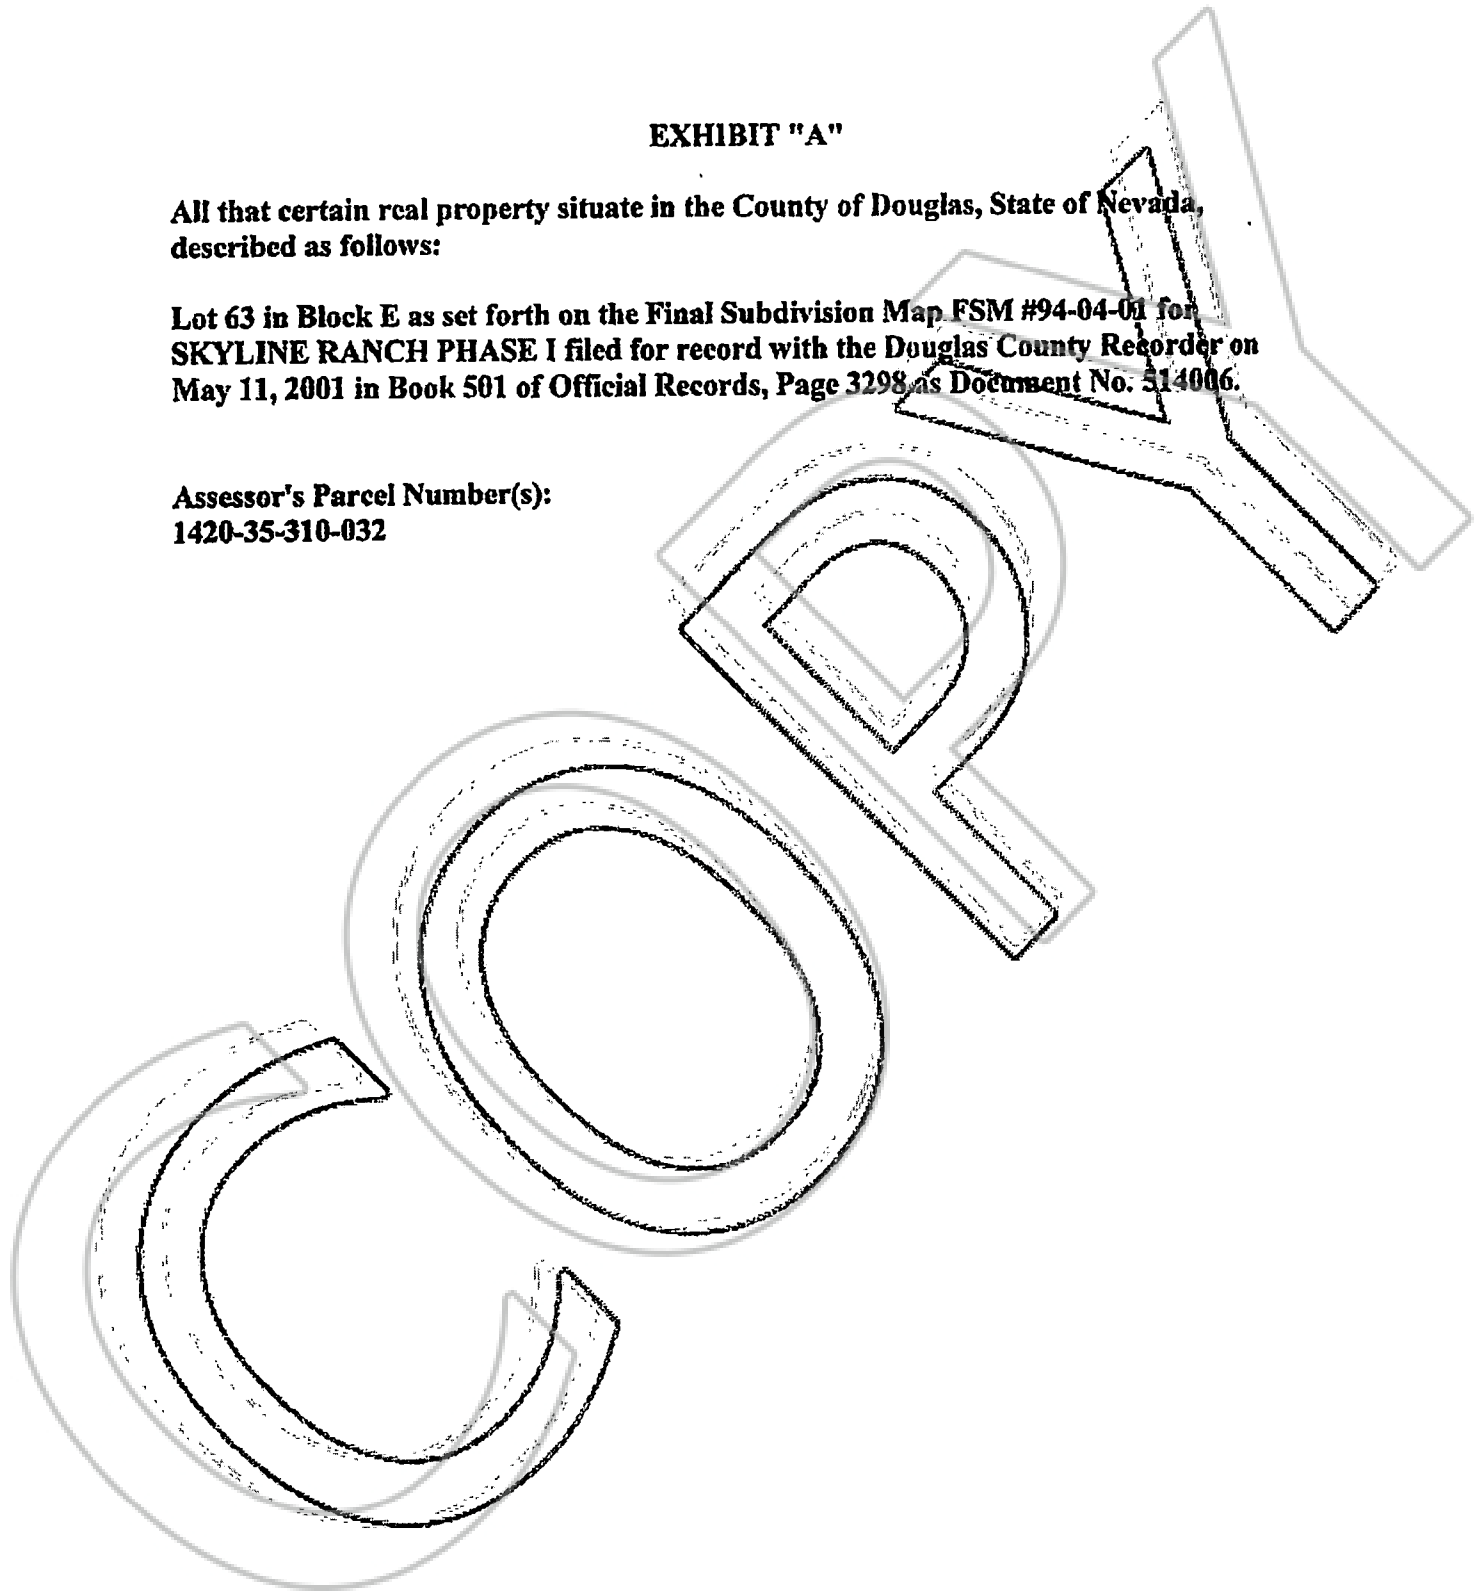 EXHIBIT "A"
All that certain real property situate in the County of Douglas, State of Nevada,
described as follows:
Lot 63 in Block E as set forth on the Final Subdivision Map FSM #94-04-01 for
SKYLINE RANCH PHASE I filed for record with the Douglas County Recorder on
May 11, 2001 in Book 501 of Official Records, Page 3298 as Document No. 514006.
Assessor's Parcel Number(s):
1420-35-310-032
COPY